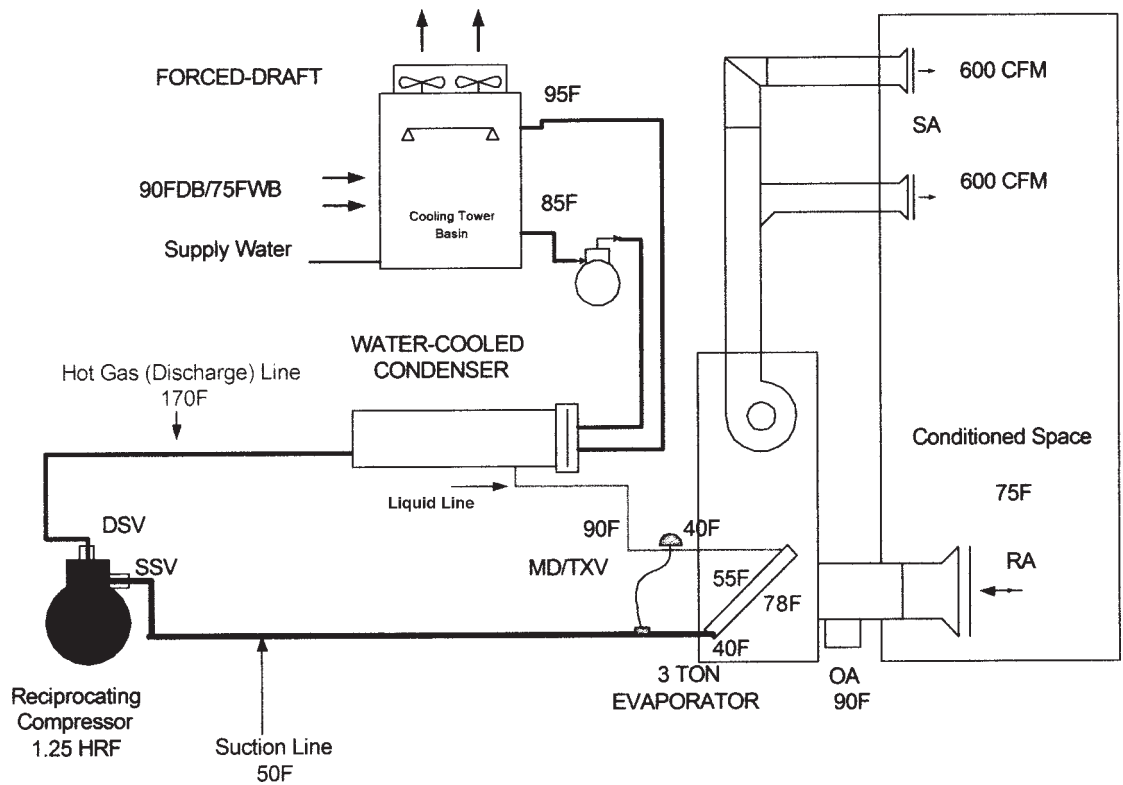 FORCED-DRAFT
95F
600 CFM
SA
90FDB/75FWB
85F
600 CFM
Cooling Tower
Basin
Supply Water
WATER-COOLED
CONDENSER
Hot Gas (Discharge) Line
170F
Conditioned Space
75F
Liquid Line
90F
40F
DSV
SSV
MD/TXV
55F
78F
RA
40F
3 TON
EVAPORATOR
OA
90F
Reciprocating
Compressor
1.25 HRF
Suction Line
50F